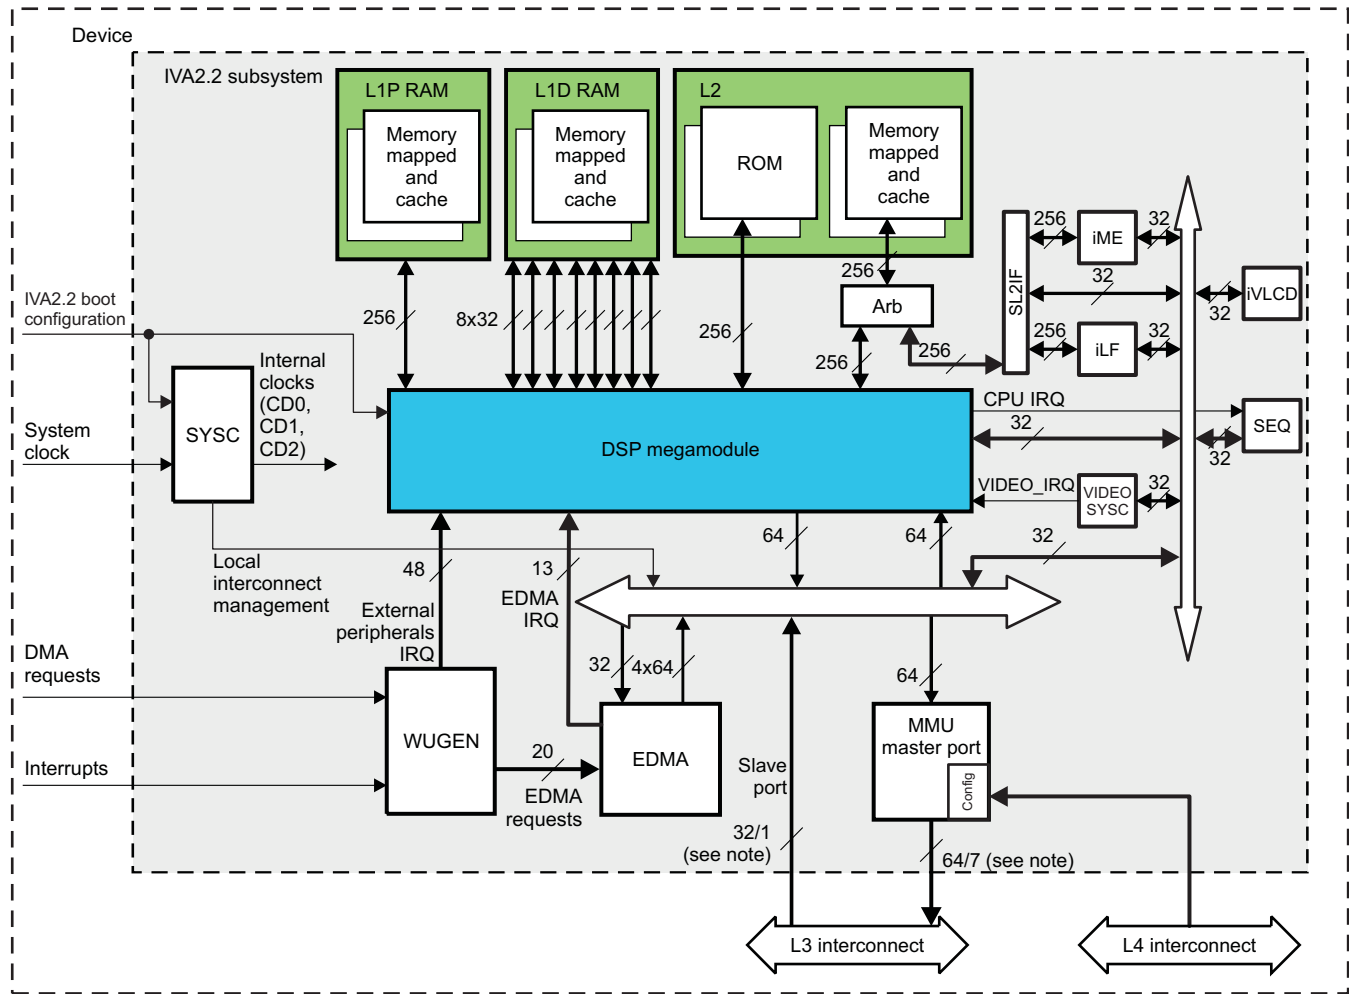 Device
IVA2.2 subsystem
L1P RAM
Memory
mapped
and
cache
L1D RAM
Memory
mapped
and
cache
L2
ROM
Memory
mapped
and
cache
256
8x32
256
256
Arb
256
256
SL2IF
256
iME
32
32
256
iLF
32
32
iVLCD
IVA2.2 boot
configuration
Internal
clocks
(CD0,
CD1,
CD2)
SYSC
System
clock
DSP megamodule
CPU IRQ
32
SEQ
32
VIDEO_IRQ
VIDEO
SYSC
32
64
64
32
Local
interconnect
management
48
13
EDMA
IRQ
External
peripherals
IRQ
32
4x64
64
DMA
requests
WUGEN
Interrupts
20
EDMA
requests
EDMA
Slave
port
MMU
master port
Config
32/1
(see note)
64/7 (see note)
L3 interconnect
L4 interconnect